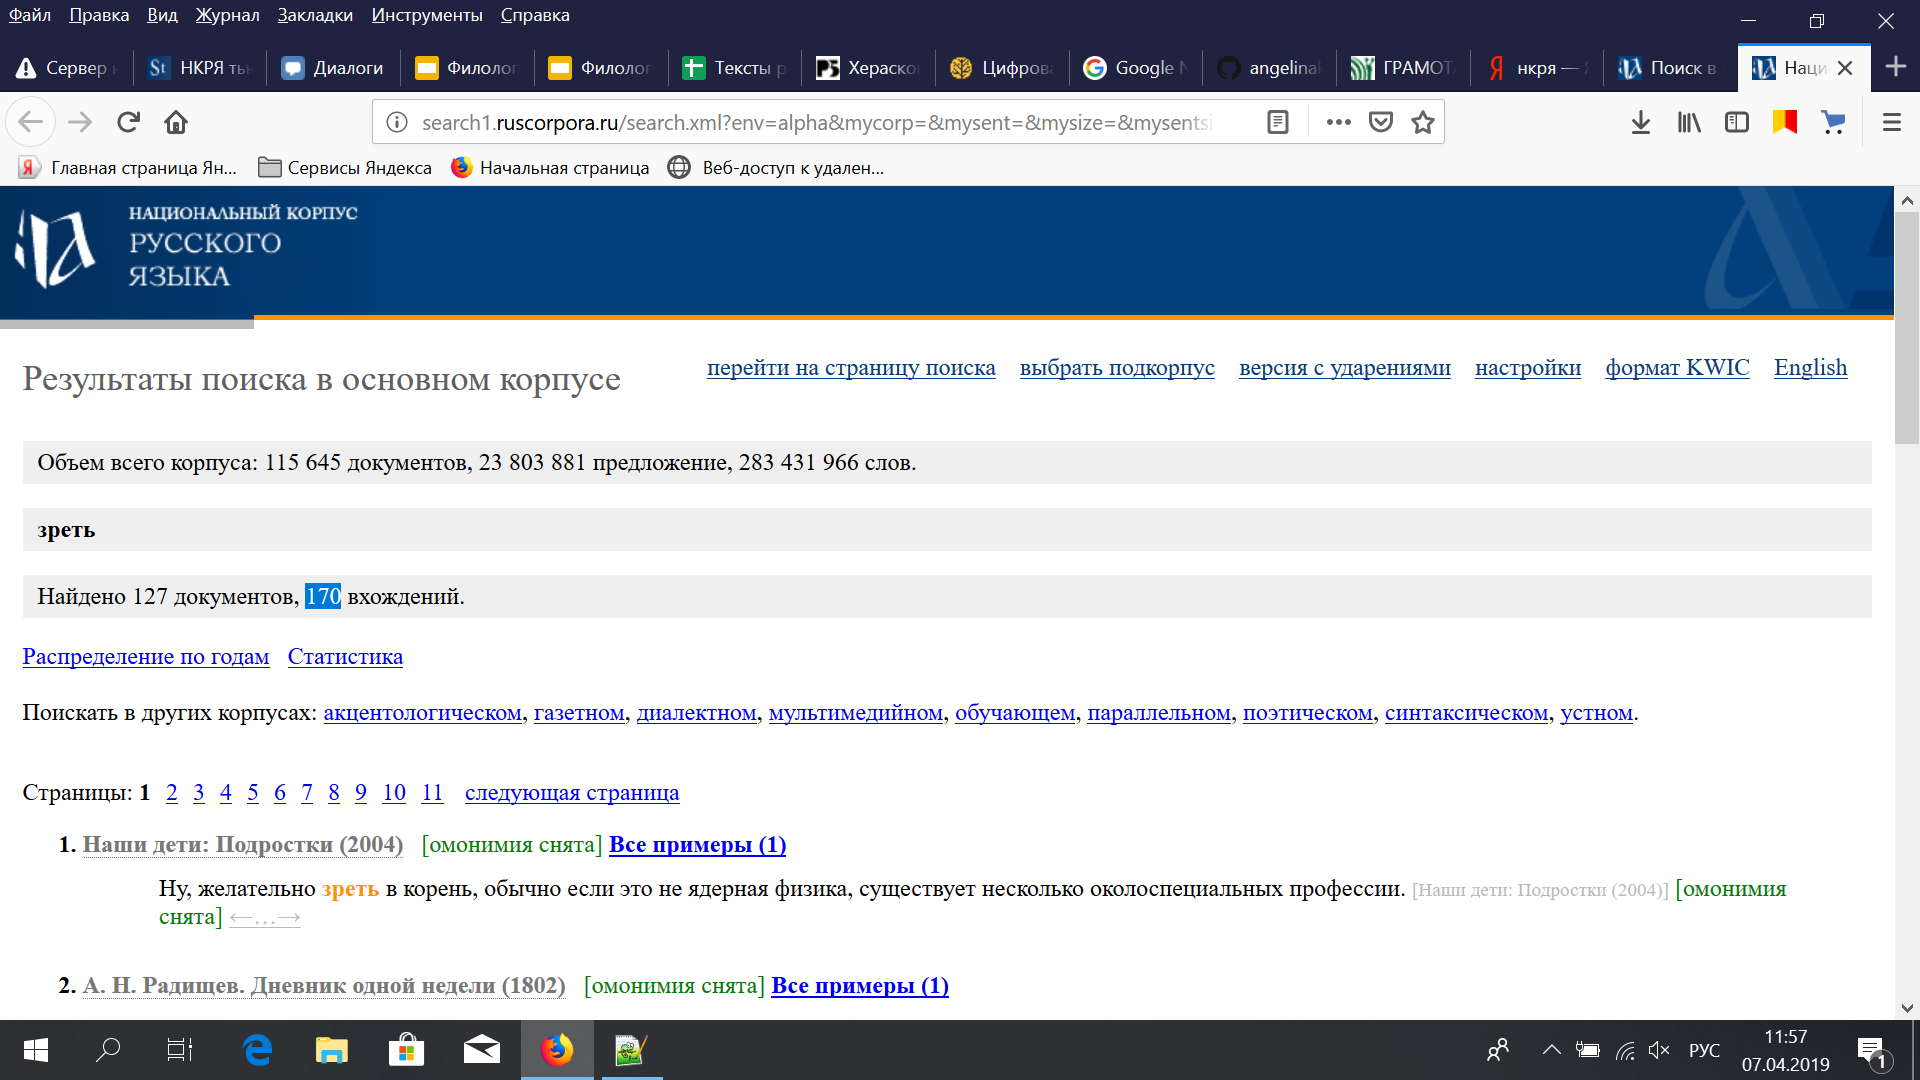 Файл Правка Вид Журнал Закладки Инструменты Справка
Сервер НКРЯ Диалоги Филолог Филолог Тексты Хераско Цифров Google angelina ГРАМОТ нкря — Поиск в Наци
search1.ruscorpora.ru/search.xml?env=alpha&mycorp=&mysent=&mysize=&mysentsi
Главная страница Ян... Сервисы Яндекса Начальная страница Веб-доступ к удален...
НАЦИОНАЛЬНЫЙ КОРПУС
РУССКОГО
ЯЗЫКА
Результаты поиска в основном корпусе перейти на страницу поиска выбрать подкорпус версия с ударениями настройки формат KWIC English
Объем всего корпуса: 115 645 документов, 23 803 881 предложение, 283 431 966 слов.
зреть
Найдено 127 документов, 170 вхождений.
Распределение по годам Статистика
Поискать в других корпусах: акцентологическом, газетном, диалектном, мультимедийном, обучающем, параллельном, поэтическом, синтаксическом, устном.
Страницы: 1 2 3 4 5 6 7 8 9 10 11 следующая страница
1. Наши дети: Подростки (2004) [омонимия снята] Все примеры (1)
Ну, желательно зреть в корень, обычно если это не ядерная физика, существует несколько околоспециальных профессии. [Наши дети: Подростки (2004)] [омонимия
снята] ←…→
2. А. Н. Радищев. Дневник одной недели (1802) [омонимия снята] Все примеры (1)
РУС
11:57
07.04.2019
1